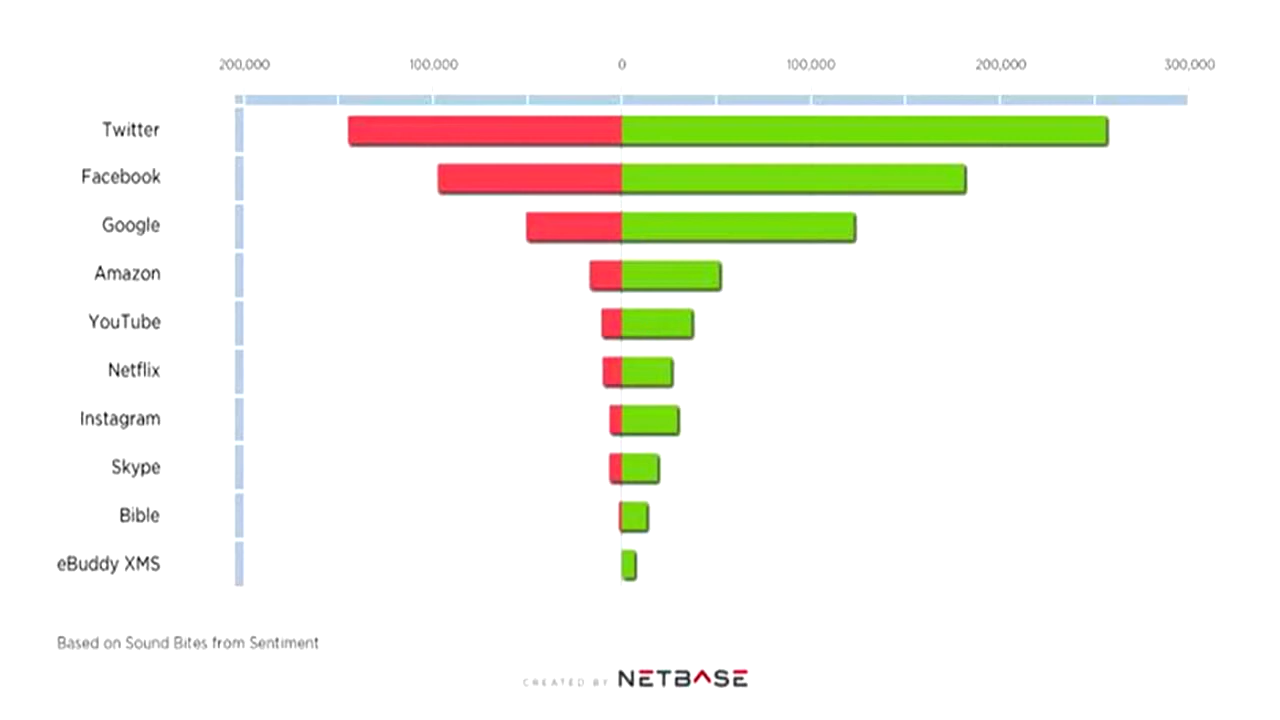 200,000 100,000 0 100,000 200,000 300,000
Twitter
Facebook
Google
Amazon
YouTube
Netflix
Instagram
Skype
Bible
eBuddy XMS
Based on Sound Bites from Sentiment
CREATED BY NETBASE